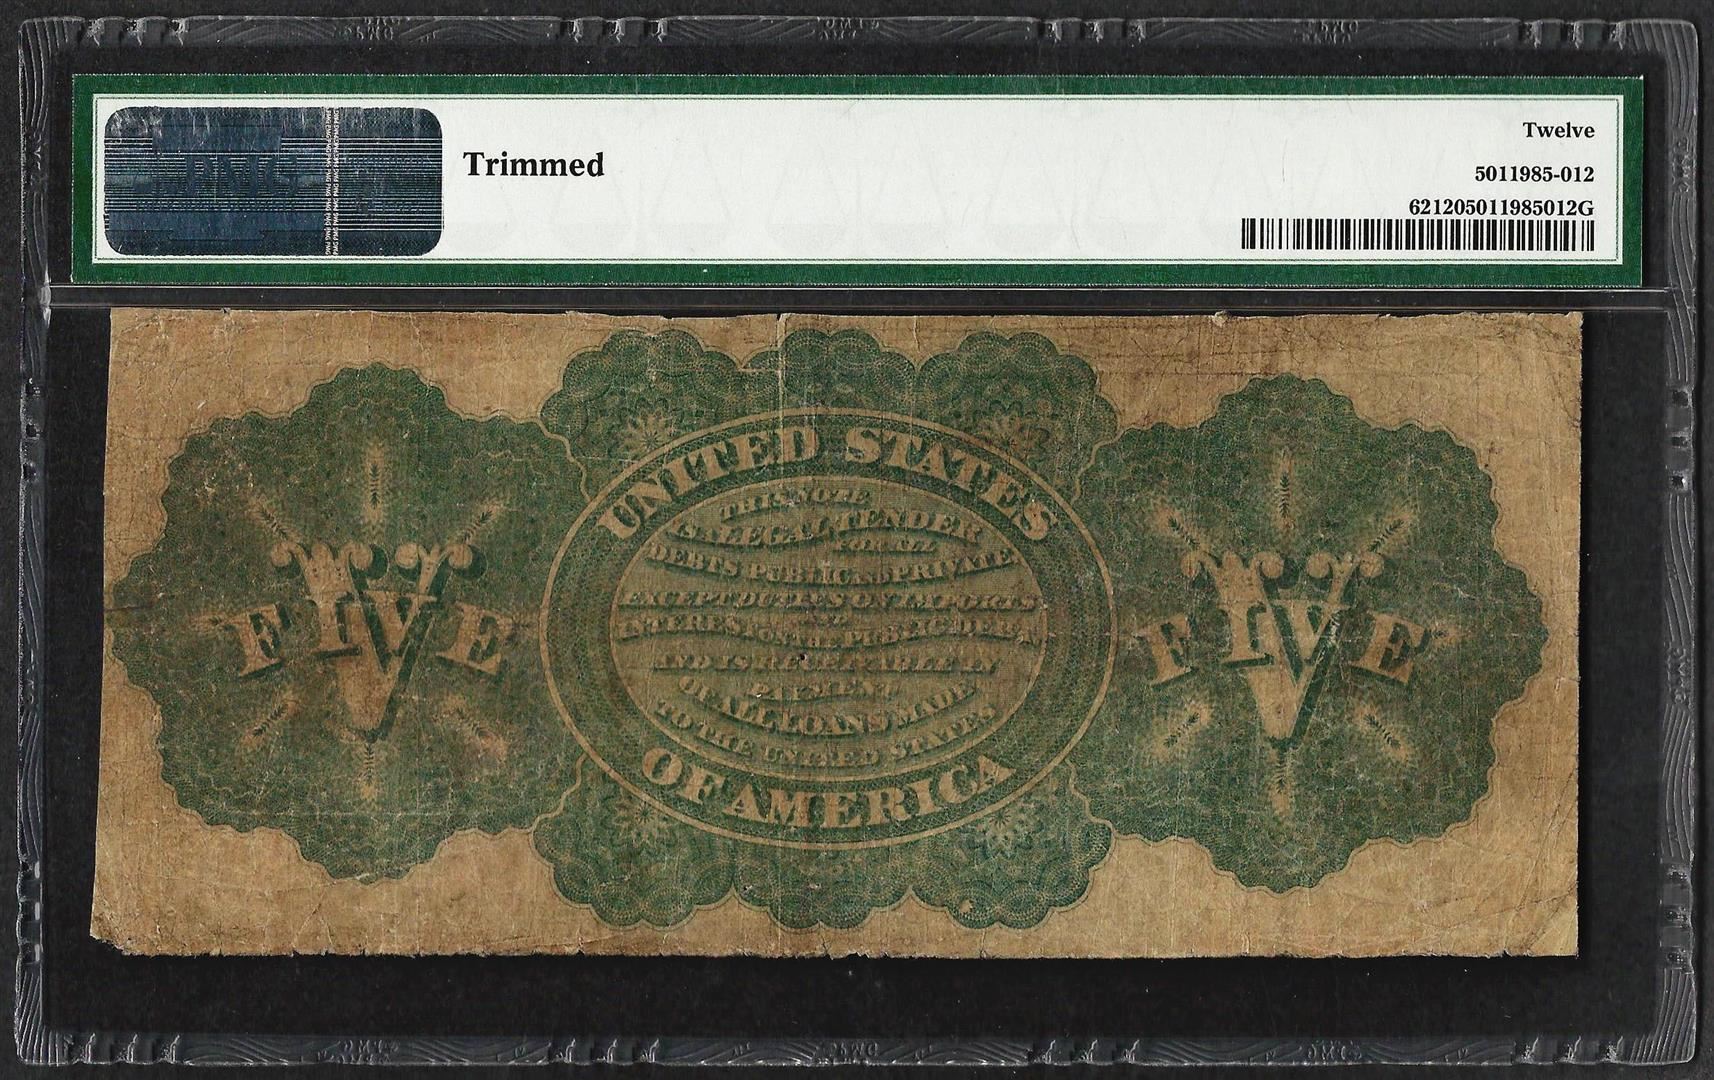 PMG
Trimmed
Twelve
5011985-012
621205011985012G
UNITED STATES
THIS NOTE
IS A LEGAL TENDER
FOR ALL
DEBTS PUBLIC AND PRIVATE
EXCEPT DUTIES ON IMPORTS
AND
INTEREST ON THE PUBLIC DEBT
AND IS RECEIVABLE IN
PAYMENT
OF ALL LOANS MADE
TO THE UNITED STATES
OF AMERICA
V
FIVE
V
FIVE